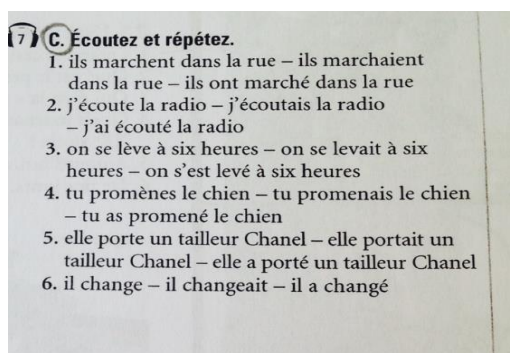 7 C. Écoutez et répétez.
1. ils marchent dans la rue – ils marchaient
dans la rue – ils ont marché dans la rue
2. j'écoute la radio – j'écoutais la radio
– j'ai écouté la radio
3. on se lève à six heures – on se levait à six
heures – on s'est levé à six heures
4. tu promènes le chien – tu promenais le chien
– tu as promené le chien
5. elle porte un tailleur Chanel – elle portait un
tailleur Chanel – elle a porté un tailleur Chanel
6. il change – il changeait – il a changé